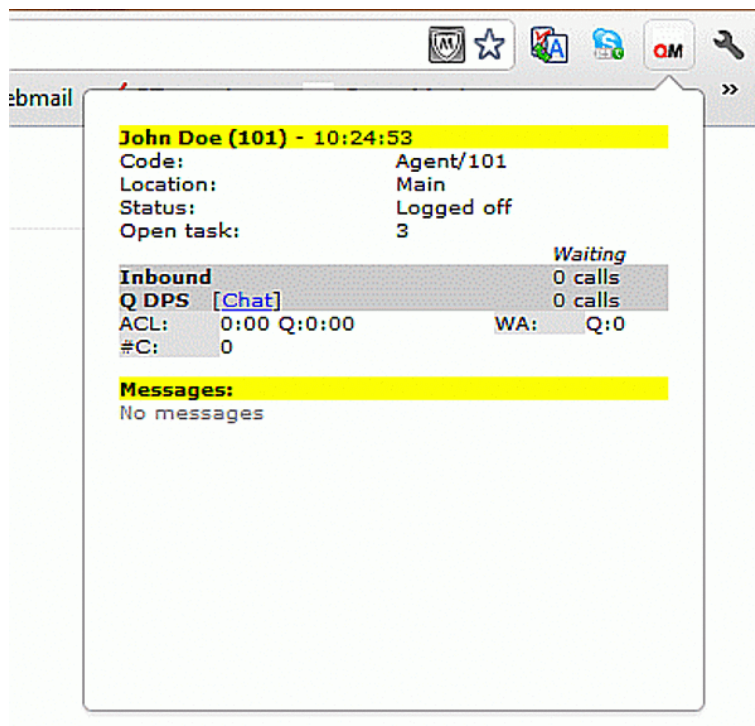 QM
ebmail »
John Doe (101) - 10:24:53
Code: Agent/101
Location: Main
Status: Logged off
Open task: 3
Waiting
Inbound 0 calls
Q DPS [Chat] 0 calls
ACL: 0:00 Q:0:00 WA: Q:0
#C: 0
Messages:
No messages